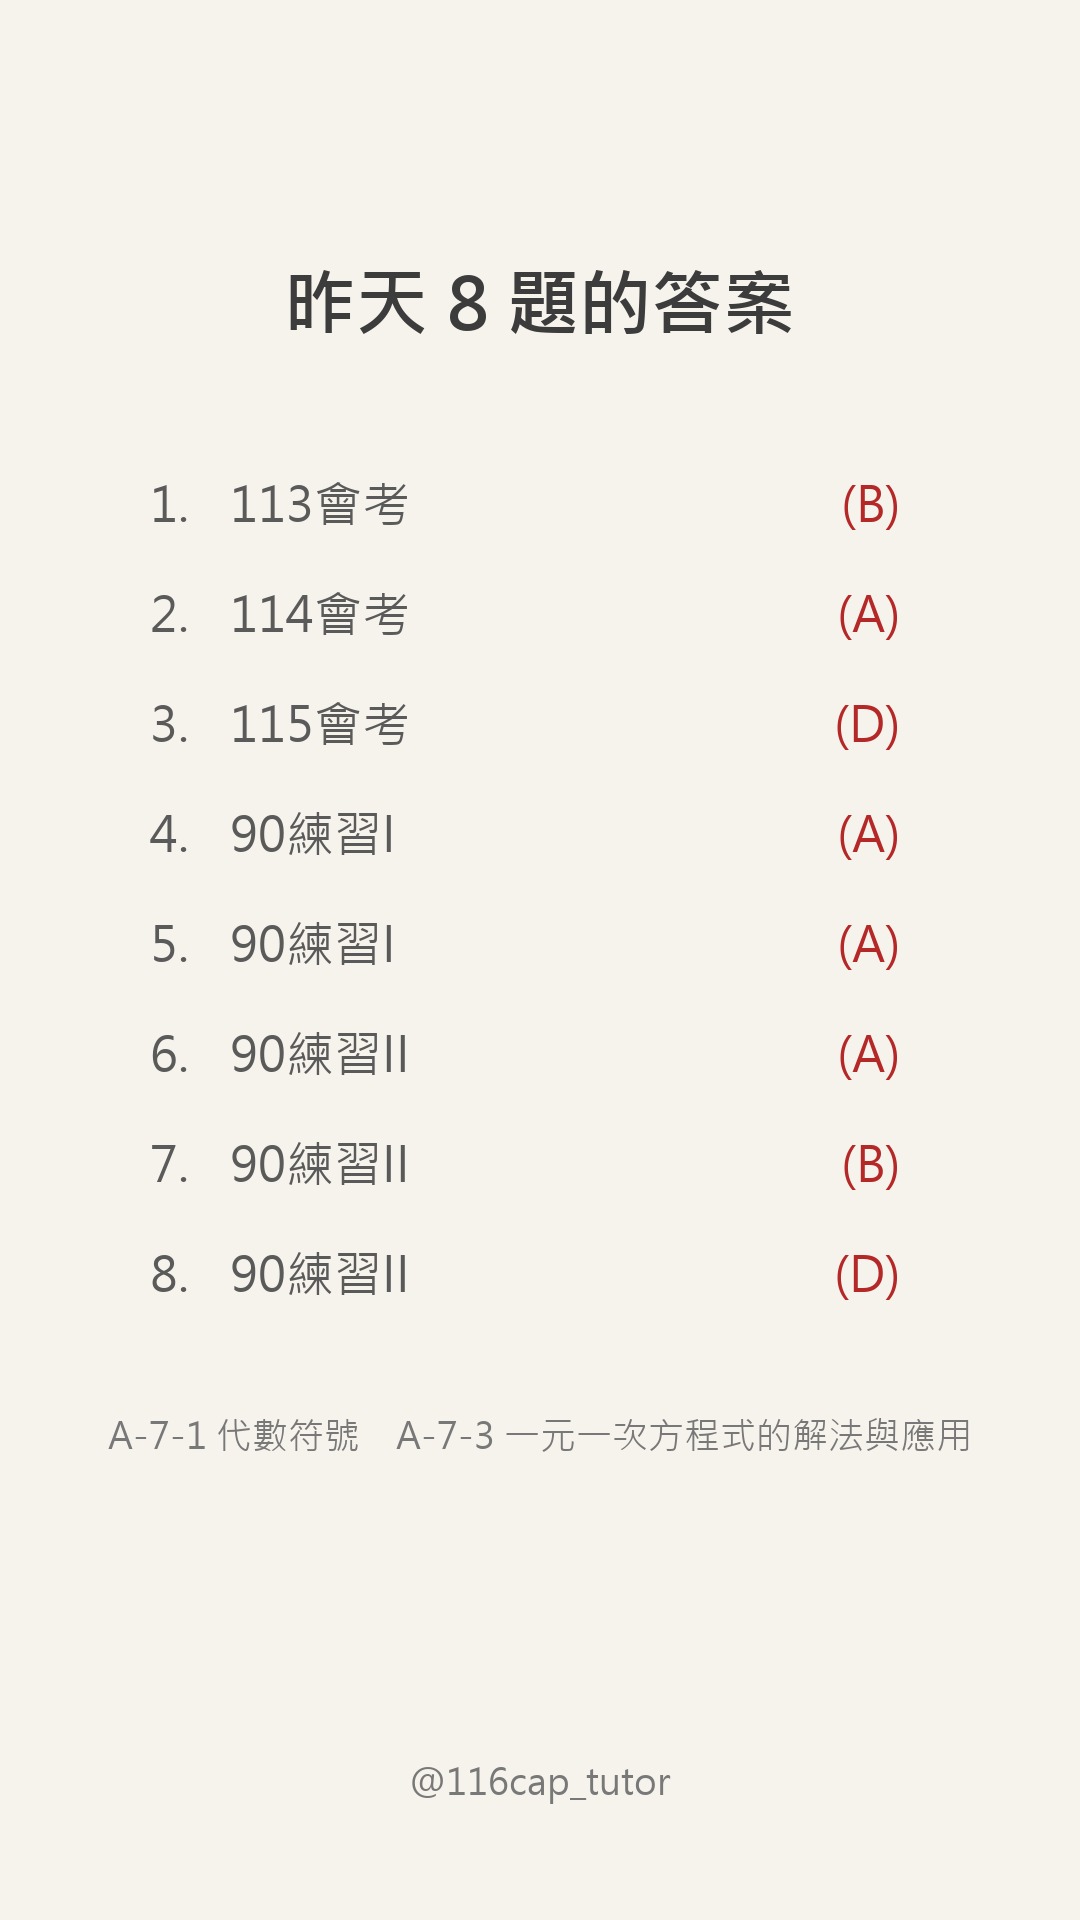 昨天 8 題的答案
1. 113會考 (B)
2. 114會考 (A)
3. 115會考 (D)
4. 90練習I (A)
5. 90練習I (A)
6. 90練習II (A)
7. 90練習II (B)
8. 90練習II (D)
A-7-1 代數符號 A-7-3 一元一次方程式的解法與應用
@116cap_tutor